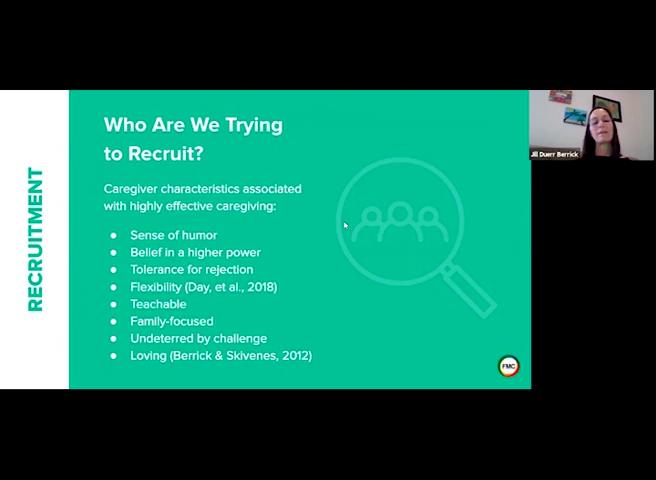 RECRUITMENT
Who Are We Trying
to Recruit?
Caregiver characteristics associated
with highly effective caregiving:
● Sense of humor
● Belief in a higher power
● Tolerance for rejection
● Flexibility (Day, et al., 2018)
● Teachable
● Family-focused
● Undeterred by challenge
● Loving (Berrick & Skivenes, 2012)
FMC
Jill Duerr Berrick